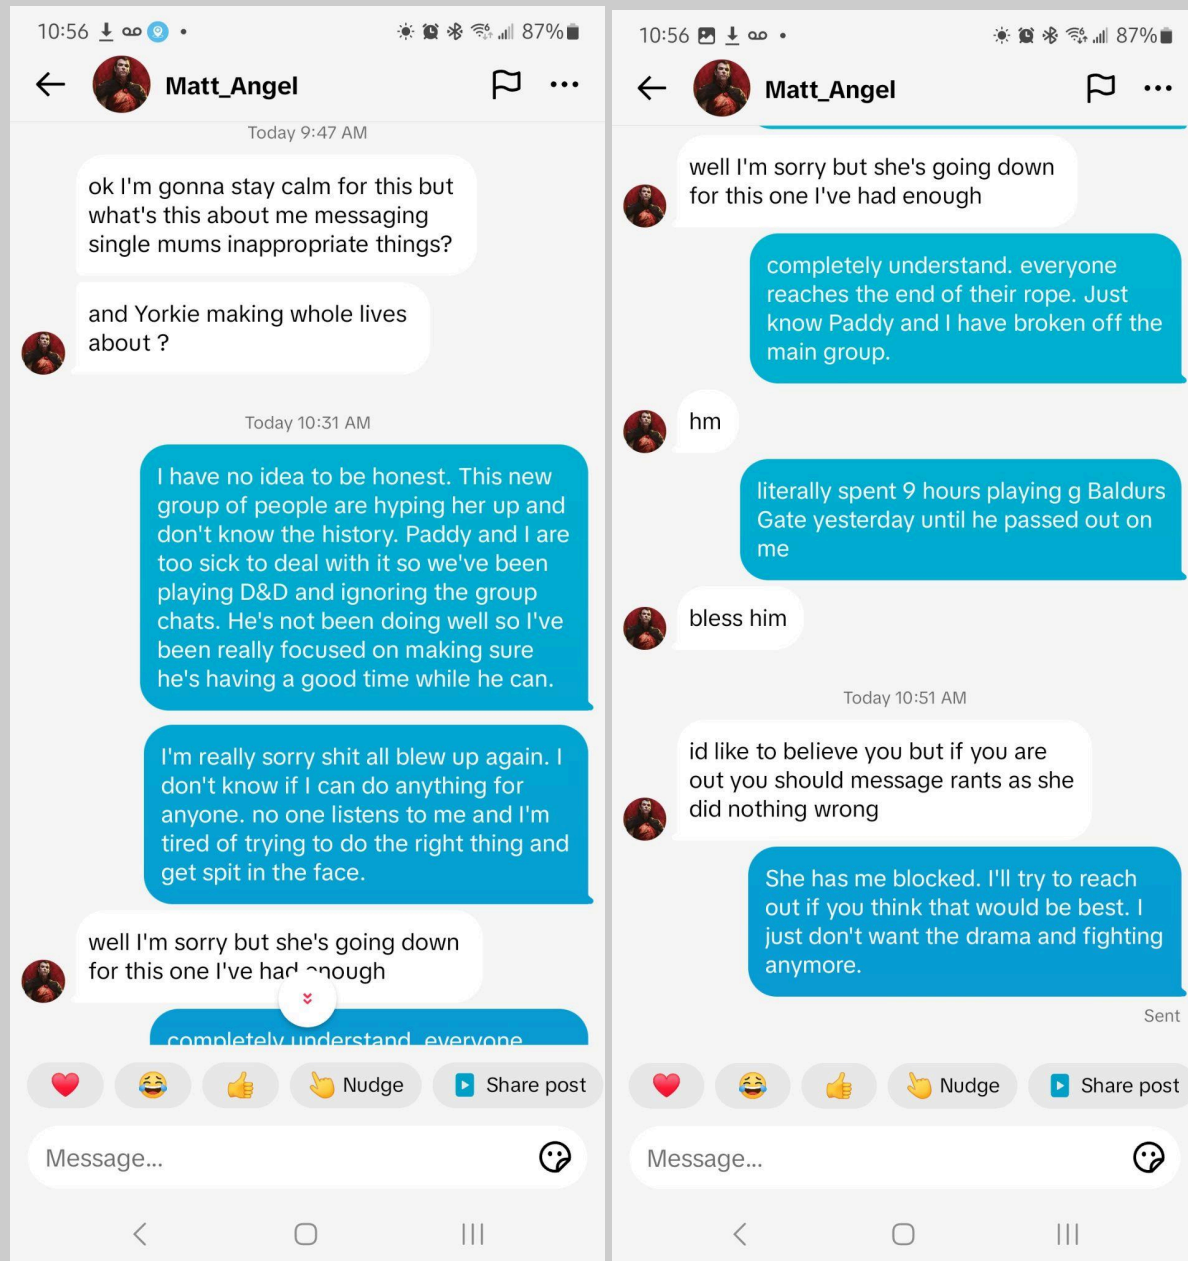 10:56
87%
Matt_Angel
Today 9:47 AM
ok I'm gonna stay calm for this but
what's this about me messaging
single mums inappropriate things?
and Yorkie making whole lives
about ?
Today 10:31 AM
I have no idea to be honest. This new
group of people are hyping her up and
don't know the history. Paddy and I are
too sick to deal with it so we've been
playing D&D and ignoring the group
chats. He's not been doing well so I've
been really focused on making sure
he's having a good time while he can.
I'm really sorry shit all blew up again. I
don't know if I can do anything for
anyone. no one listens to me and I'm
tired of trying to do the right thing and
get spit in the face.
well I'm sorry but she's going down
for this one I've had enough
completely understand. everyone
Nudge
Share post
Message...
10:56
87%
Matt_Angel
well I'm sorry but she's going down
for this one I've had enough
completely understand. everyone
reaches the end of their rope. Just
know Paddy and I have broken off the
main group.
hm
literally spent 9 hours playing g Baldurs
Gate yesterday until he passed out on
me
bless him
Today 10:51 AM
id like to believe you but if you are
out you should message rants as she
did nothing wrong
She has me blocked. I'll try to reach
out if you think that would be best. I
just don't want the drama and fighting
anymore.
Sent
Nudge
Share post
Message...